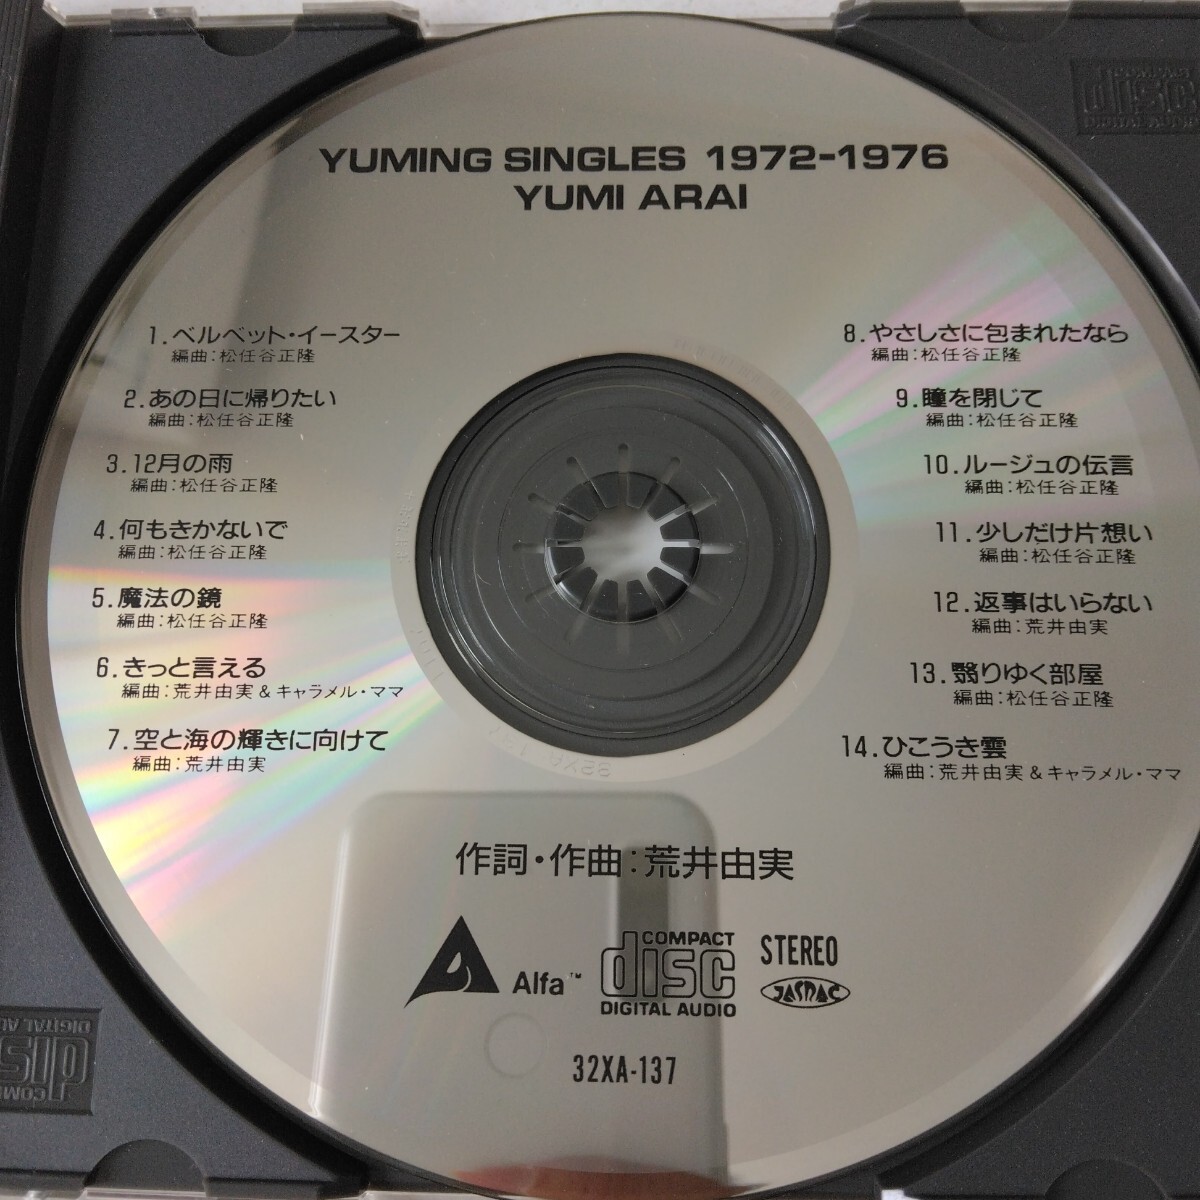 YUMING SINGLES 1972-1976
YUMI ARAI
1.ベルベット・イースター
編曲:松任谷正隆
2.あの日に帰りたい
編曲:松任谷正隆
3.12月の雨
編曲:松任谷正隆
4.何もきかないで
編曲:松任谷正隆
5.魔法の鏡
編曲:松任谷正隆
6.きっと言える
編曲:荒井由実&キャラメル・ママ
7.空と海の輝きに向けて
編曲:荒井由実
8.やさしさに包まれたなら
編曲:松任谷正隆
9.瞳を閉じて
編曲:松任谷正隆
10.ルージュの伝言
編曲:松任谷正隆
11.少しだけ片想い
編曲:松任谷正隆
12.返事はいらない
編曲:荒井由実
13.翳りゆく部屋
編曲:松任谷正隆
14.ひこうき雲
編曲:荒井由実&キャラメル・ママ
作詞・作曲:荒井由実
Alfa™
COMPACT
disc
DIGITAL AUDIO
STEREO
JASRAC
32XA-137
COMPACT
disc
DIGITAL AUDIO
disc
DIGITAL